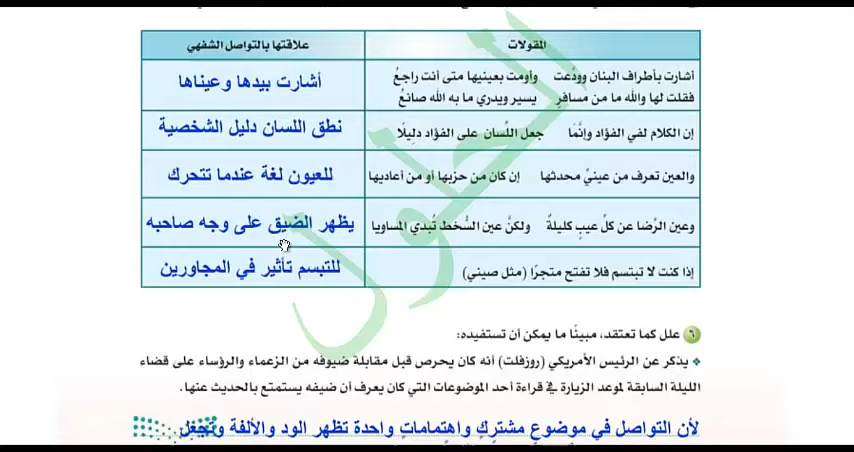 المقولات
علاقتها بالتواصل الشفهي
أشارت بأطراف البنان وودَّعت وأومت بعينيها متى أنت راجعُ
فقلت لها والله ما من مسافرٍ يسير ويدري ما به الله صانعُ
أشارت بيدها وعيناها
إن الكلام لفي الفؤاد وإنَّما جعل اللِّسان على الفؤاد دليلَا
نطق اللسان دليل الشخصية
والعين تعرف من عينيْ محدثها إن كان من حزبها أو من أعاديها
للعيون لغة عندما تتحرك
وعين الرِّضا عن كلِّ عيبٍ كليلةٌ ولكنَّ عين السُّخط تُبدي المساويا
يظهر الضيق على وجه صاحبه
إذا كنت لا تبتسم فلا تفتح متجرًا (مثل صيني)
للتبسم تأثير في المجاورين
الحلول
٦ علل كما تعتقد، مبينًا ما يمكن أن تستفيده:
يذكر عن الرئيس الأمريكي (روزفلت) أنه كان يحرص قبل مقابلة ضيوفه من الزعماء والرؤساء على قضاء
الليلة السابقة لموعد الزيارة في قراءة أحد الموضوعات التي كان يعرف أن ضيفه يستمتع بالحديث عنها.
لأن التواصل في موضوعٍ مشتركٍ واهتماماتٍ واحدة تظهر الود والألفة وتجعل